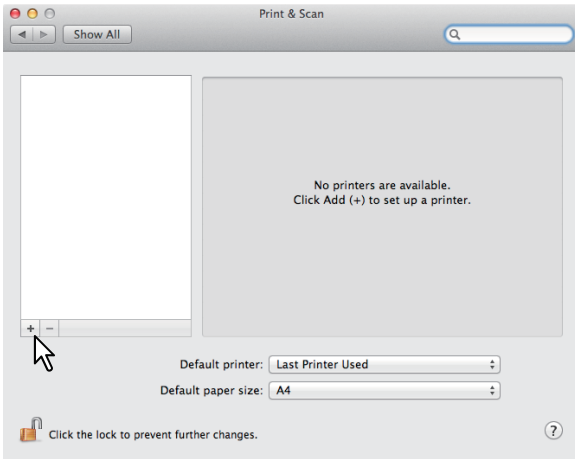 Print & Scan
Show All
No printers are available.
Click Add (+) to set up a printer.
+ −
Default printer: Last Printer Used
Default paper size: A4
Click the lock to prevent further changes.
?